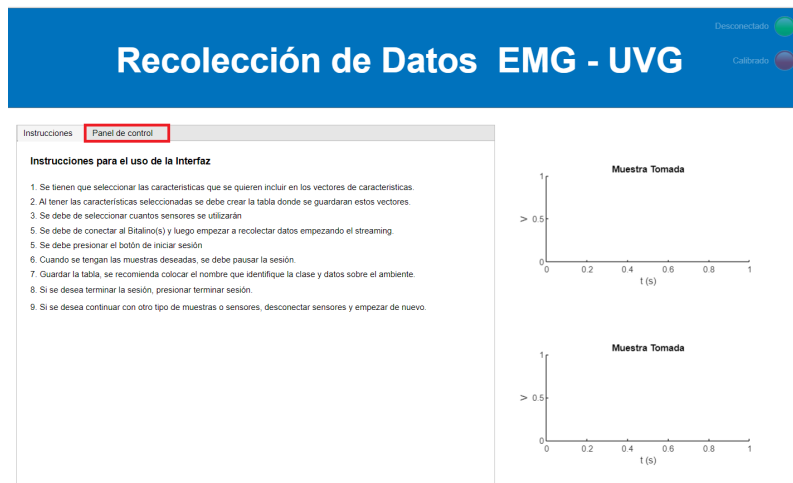 Desconectado
Recolección de Datos EMG - UVG
Calibrado
Instrucciones Panel de control
Instrucciones para el uso de la Interfaz
1. Se tienen que seleccionar las caracteristicas que se quieren incluir en los vectores de caracteristicas.
2. Al tener las características seleccionadas se debe crear la tabla donde se guardaran estos vectores.
3. Se debe de seleccionar cuantos sensores se utilizarán
5. Se debe de conectar al Bitalino(s) y luego empezar a recolectar datos empezando el streaming.
5. Se debe presionar el botón de iniciar sesión
6. Cuando se tengan las muestras deseadas, se debe pausar la sesión.
7. Guardar la tabla, se recomienda colocar el nombre que identifique la clase y datos sobre el ambiente.
8. Si se desea terminar la sesión, presionar terminar sesión.
9. Si se desea continuar con otro tipo de muestras o sensores, desconectar sensores y empezar de nuevo.
Muestra Tomada
1
V
0.5
0
0 0.2 0.4 0.6 0.8 1
t (s)
Muestra Tomada
1
V
0.5
0
0 0.2 0.4 0.6 0.8 1
t (s)